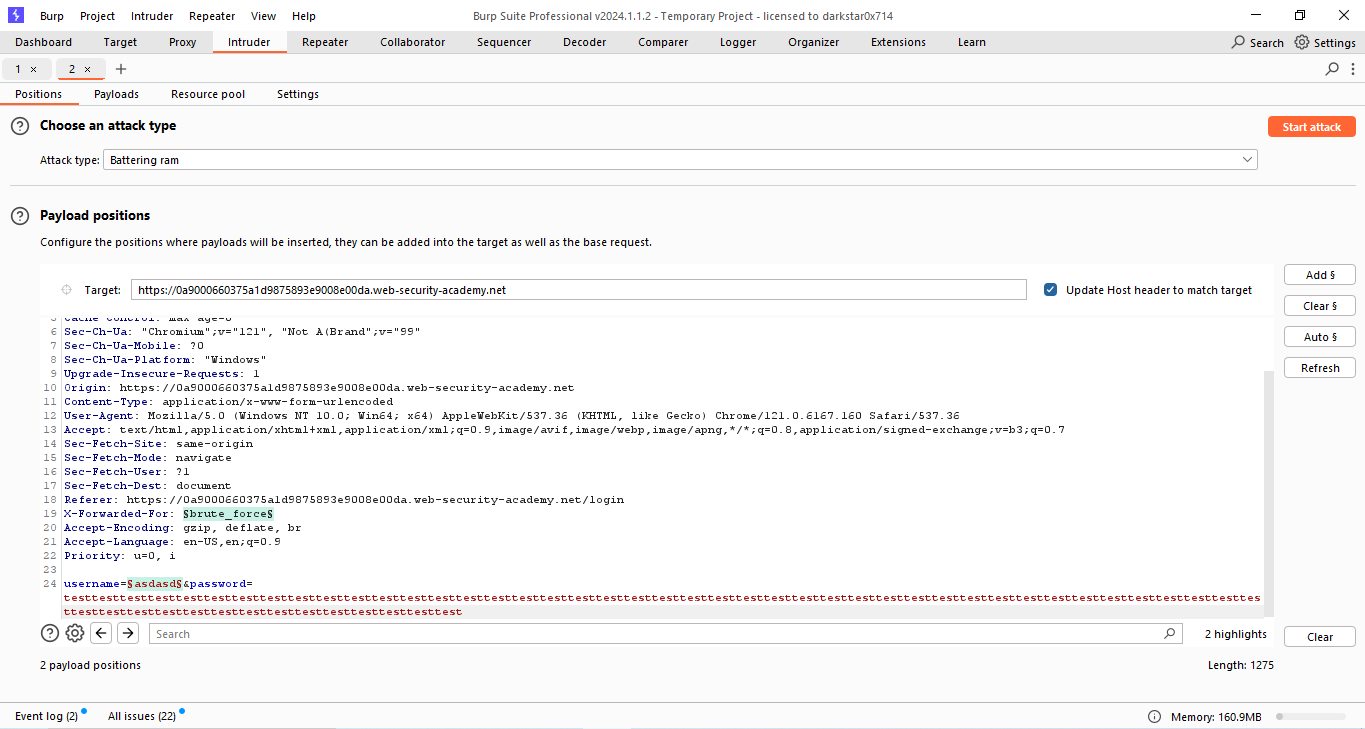 Burp Project Intruder Repeater View Help Burp Suite Professional v2024.1.1.2 - Temporary Project - licensed to darkstar0x714
Dashboard Target Proxy Intruder Repeater Collaborator Sequencer Decoder Comparer Logger Organizer Extensions Learn Search Settings
1 × 2 × +
Positions Payloads Resource pool Settings
? Choose an attack type Start attack
Attack type: Battering ram
? Payload positions
Configure the positions where payloads will be inserted, they can be added into the target as well as the base request.
Add §
Target: https://0a9000660375a1d9875893e9008e00da.web-security-academy.net Update Host header to match target
Clear §
Auto §
Refresh
5 Cache-Control: max-age=0
6 Sec-Ch-Ua: "Chromium";v="121", "Not A(Brand";v="99"
7 Sec-Ch-Ua-Mobile: ?0
8 Sec-Ch-Ua-Platform: "Windows"
9 Upgrade-Insecure-Requests: 1
10 Origin: https://0a9000660375a1d9875893e9008e00da.web-security-academy.net
11 Content-Type: application/x-www-form-urlencoded
12 User-Agent: Mozilla/5.0 (Windows NT 10.0; Win64; x64) AppleWebKit/537.36 (KHTML, like Gecko) Chrome/121.0.6167.160 Safari/537.36
13 Accept: text/html,application/xhtml+xml,application/xml;q=0.9,image/avif,image/webp,image/apng,*/*;q=0.8,application/signed-exchange;v=b3;q=0.7
14 Sec-Fetch-Site: same-origin
15 Sec-Fetch-Mode: navigate
16 Sec-Fetch-User: ?1
17 Sec-Fetch-Dest: document
18 Referer: https://0a9000660375a1d9875893e9008e00da.web-security-academy.net/login
19 X-Forwarded-For: §brute_force§
20 Accept-Encoding: gzip, deflate, br
21 Accept-Language: en-US,en;q=0.9
22 Priority: u=0, i
23
24 username=§asdasd§&password=
testtesttesttesttesttesttesttesttesttesttesttesttesttesttesttesttesttesttesttesttesttesttesttesttesttesttesttesttesttesttesttesttesttesttesttesttesttesttesttesttesttesttes
ttesttesttesttesttesttesttesttesttesttesttesttesttesttest
? Search 2 highlights Clear
2 payload positions Length: 1275
Event log (2) All issues (22) Memory: 160.9MB